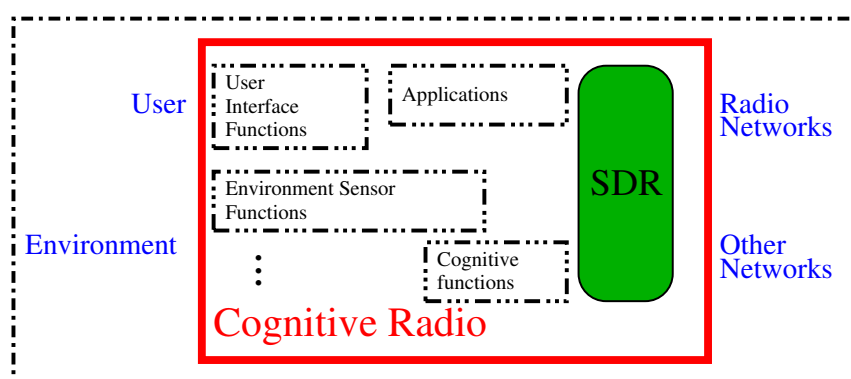 User
Environment
User
Interface
Functions
Applications
Environment Sensor
Functions
Cognitive
functions
Cognitive Radio
SDR
Radio
Networks
Other
Networks